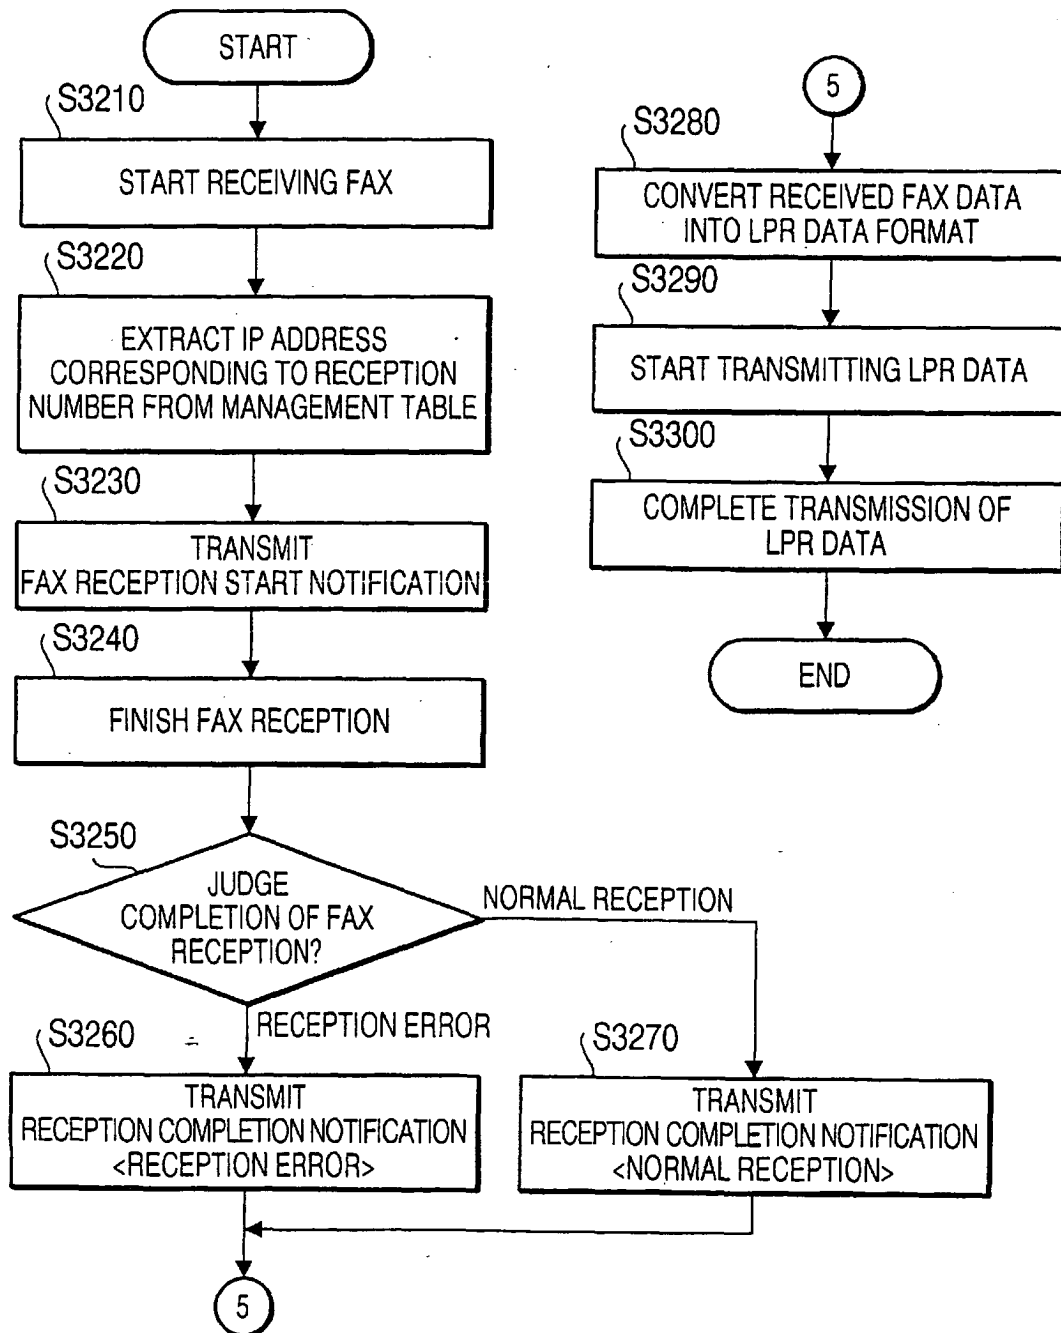 START
S3210
START RECEIVING FAX
S3220
EXTRACT IP ADDRESS
CORRESPONDING TO RECEPTION
NUMBER FROM MANAGEMENT TABLE
S3230
TRANSMIT
FAX RECEPTION START NOTIFICATION
S3240
FINISH FAX RECEPTION
S3250
JUDGE
COMPLETION OF FAX
RECEPTION?
NORMAL RECEPTION
RECEPTION ERROR
S3260
TRANSMIT
RECEPTION COMPLETION NOTIFICATION
<RECEPTION ERROR>
S3270
TRANSMIT
RECEPTION COMPLETION NOTIFICATION
<NORMAL RECEPTION>
5
5
S3280
CONVERT RECEIVED FAX DATA
INTO LPR DATA FORMAT
S3290
START TRANSMITTING LPR DATA
S3300
COMPLETE TRANSMISSION OF
LPR DATA
END